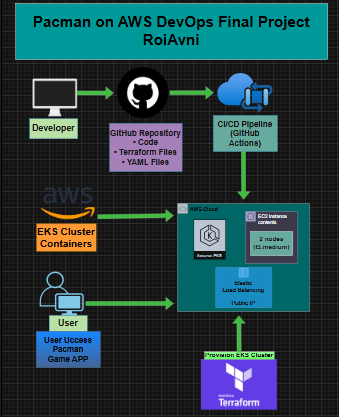 Pacman on AWS DevOps Final Project
RoiAvni
Developer
GitHub Repository
• Code
• Terraform Files
• YAML Files
CI/CD Pipeline
(GitHub
Actions)
aws
EKS Cluster
Containers
AWS Cloud
EC2 instance
contents
2 nodes
(t3.medium)
Amazon EKS
Elastic
Load Balancing
Public IP
User
User Uccess
Pacman
Game APP
Provision EKS Cluster
HashiCorp
Terraform